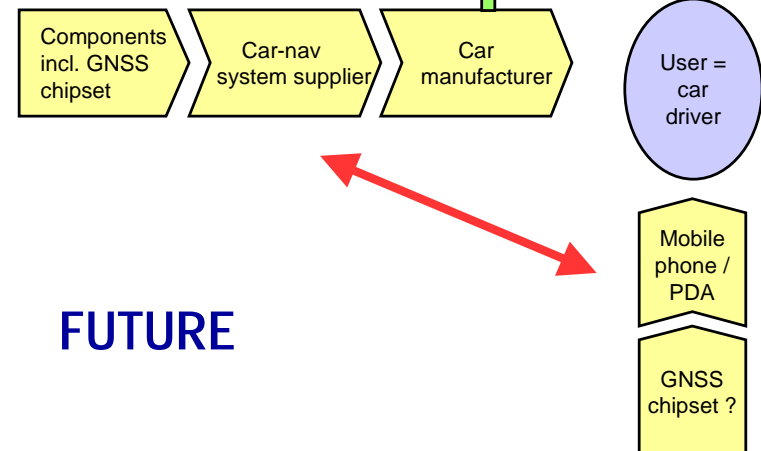 Components
incl. GNSS
chipset
Car-nav
system supplier
Car
manufacturer
User =
car
driver
Mobile
phone /
PDA
FUTURE
GNSS
chipset ?